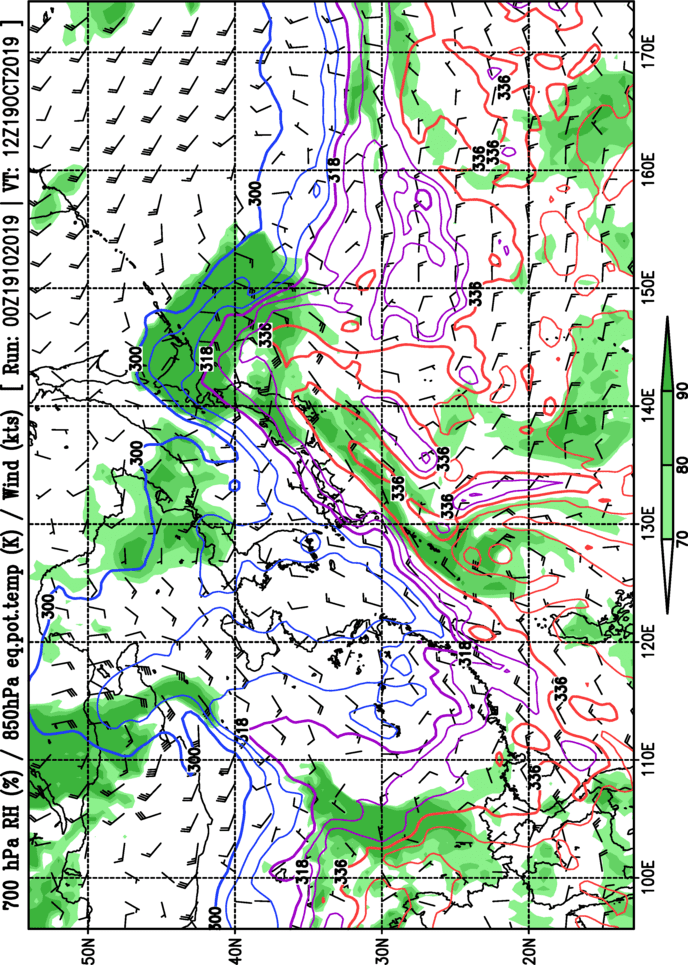 700 hPa RH (%) / 850hPa eq.pot.temp (K) / Wind (kts) [ Run: 00Z19102019 | VT: 12Z19OCT2019 ]
170E
336
336
336
336
160E
318
300
150E
336
300
318
336
140E
300
336
336
130E
300
120E
318
318
336
110E
300
336
100E
318
336
300
50N
40N
30N
20N
90
80
70